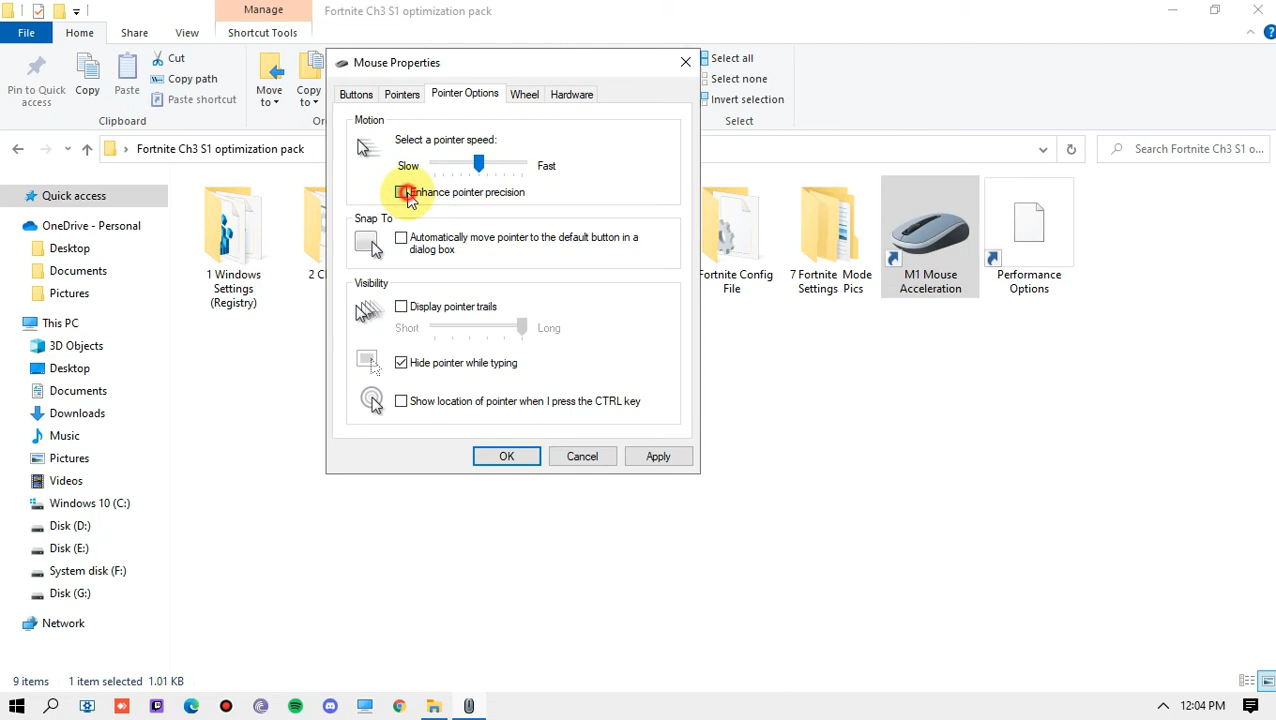 Manage
Fortnite Ch3 S1 optimization pack
File
Home
Share
View
Shortcut Tools
Pin to Quick
access
Copy
Paste
Cut
Copy path
Paste shortcut
Clipboard
Move
to
Copy
to
Select all
Select none
Invert selection
Select
Fortnite Ch3 S1 optimization pack
Search Fortnite Ch3 S1 o...
Mouse Properties
Buttons
Pointers
Pointer Options
Wheel
Hardware
Motion
Select a pointer speed:
Slow
Fast
Enhance pointer precision
Snap To
Automatically move pointer to the default button in a
dialog box
Visibility
Display pointer trails
Short
Long
Hide pointer while typing
Show location of pointer when I press the CTRL key
OK
Cancel
Apply
Quick access
OneDrive - Personal
Desktop
Documents
Pictures
This PC
3D Objects
Desktop
Documents
Downloads
Music
Pictures
Videos
Windows 10 (C:)
Disk (D:)
Disk (E:)
System disk (F:)
Disk (G:)
Network
1 Windows
Settings
(Registry)
2 C
Fortnite Config
File
7 Fortnite Mode
Settings Pics
M1 Mouse
Acceleration
Performance
Options
9 items
1 item selected 1.01 KB
12:04 PM